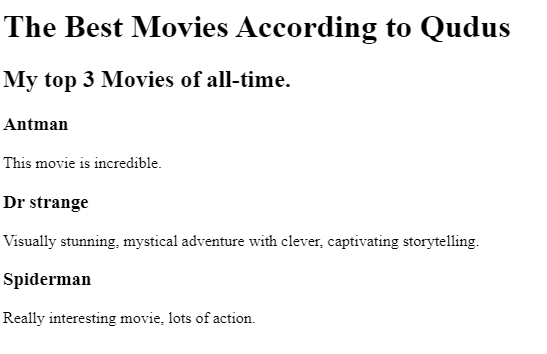 The Best Movies According to Qudus
My top 3 Movies of all-time.
Antman
This movie is incredible.
Dr strange
Visually stunning, mystical adventure with clever, captivating storytelling.
Spiderman
Really interesting movie, lots of action.